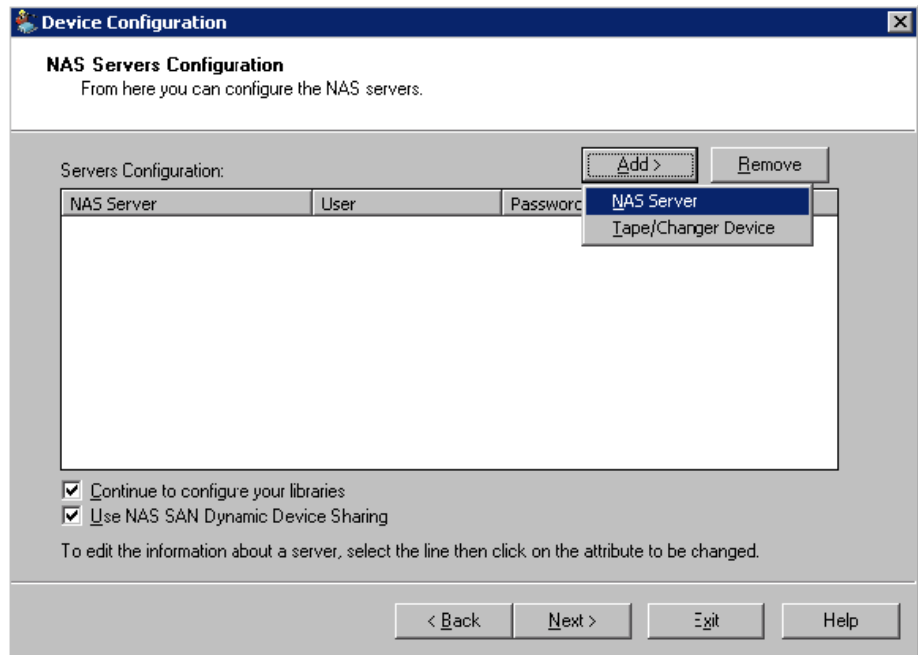 Device Configuration
NAS Servers Configuration
From here you can configure the NAS servers.
Servers Configuration:
Add >
Remove
NAS Server
User
Password
NAS Server
Tape/Changer Device
Continue to configure your libraries
Use NAS SAN Dynamic Device Sharing
To edit the information about a server, select the line then click on the attribute to be changed.
< Back
Next >
Exit
Help